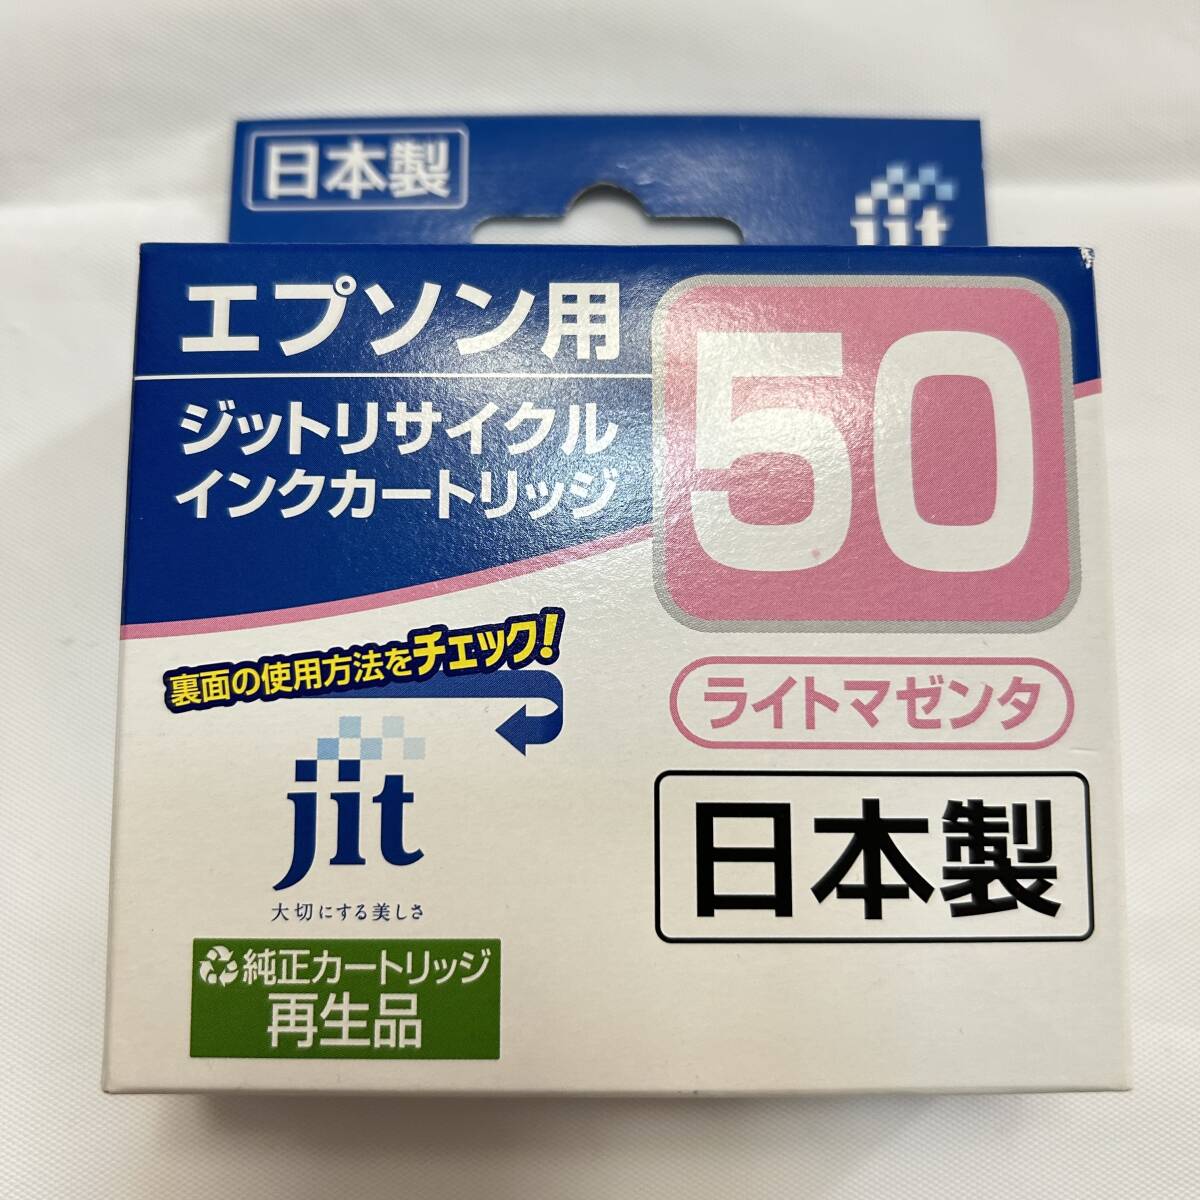 日本製
jit
エプソン用
ジットリサイクル
インクカートリッジ
50
裏面の使用方法をチェック!
ライトマゼンタ
jit
大切にする美しさ
日本製
純正カートリッジ
再生品